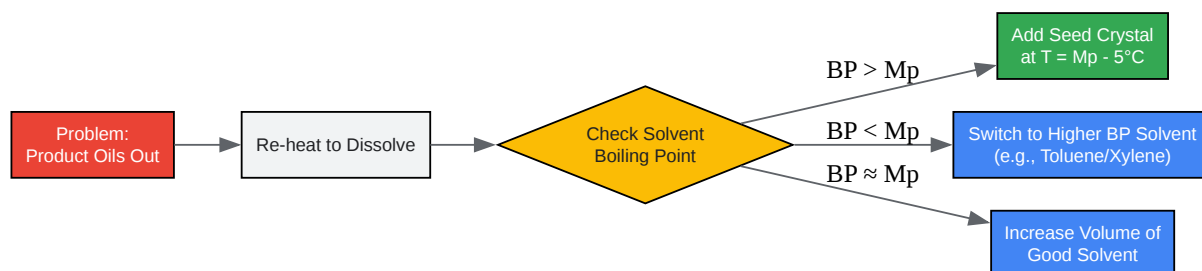 Problem:
Product Oils Out
Re-heat to Dissolve
Check Solvent
Boiling Point
BP > Mp
Add Seed Crystal
at T = Mp - 5°C
BP < Mp
Switch to Higher BP Solvent
(e.g., Toluene/Xylene)
BP ≈ Mp
Increase Volume of
Good Solvent